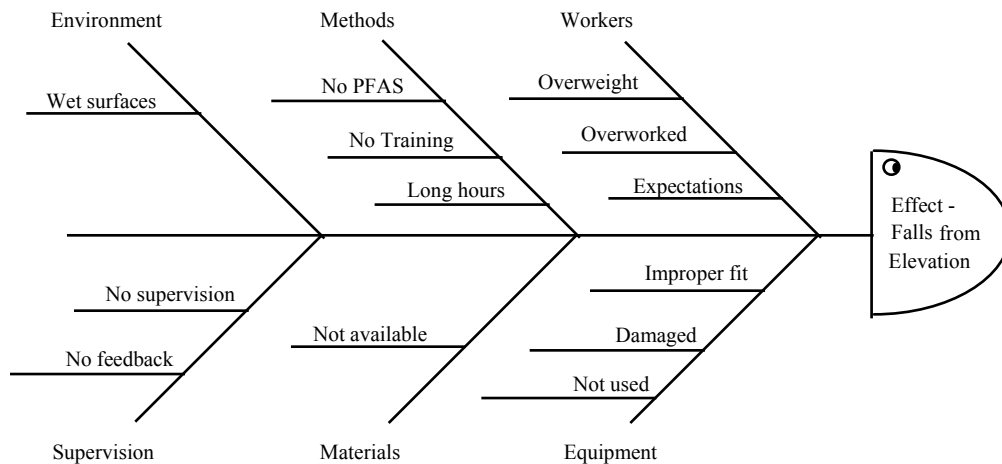 Environment
Methods
Workers
Wet surfaces
No PFAS
No Training
Long hours
Overweight
Overworked
Expectations
Effect -
Falls from
Elevation
No supervision
No feedback
Not available
Improper fit
Damaged
Not used
Supervision
Materials
Equipment